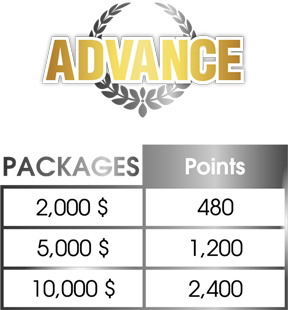 ADVANCE
PACKAGES Points
2,000 $ 480
5,000 $ 1,200
10,000 $ 2,400